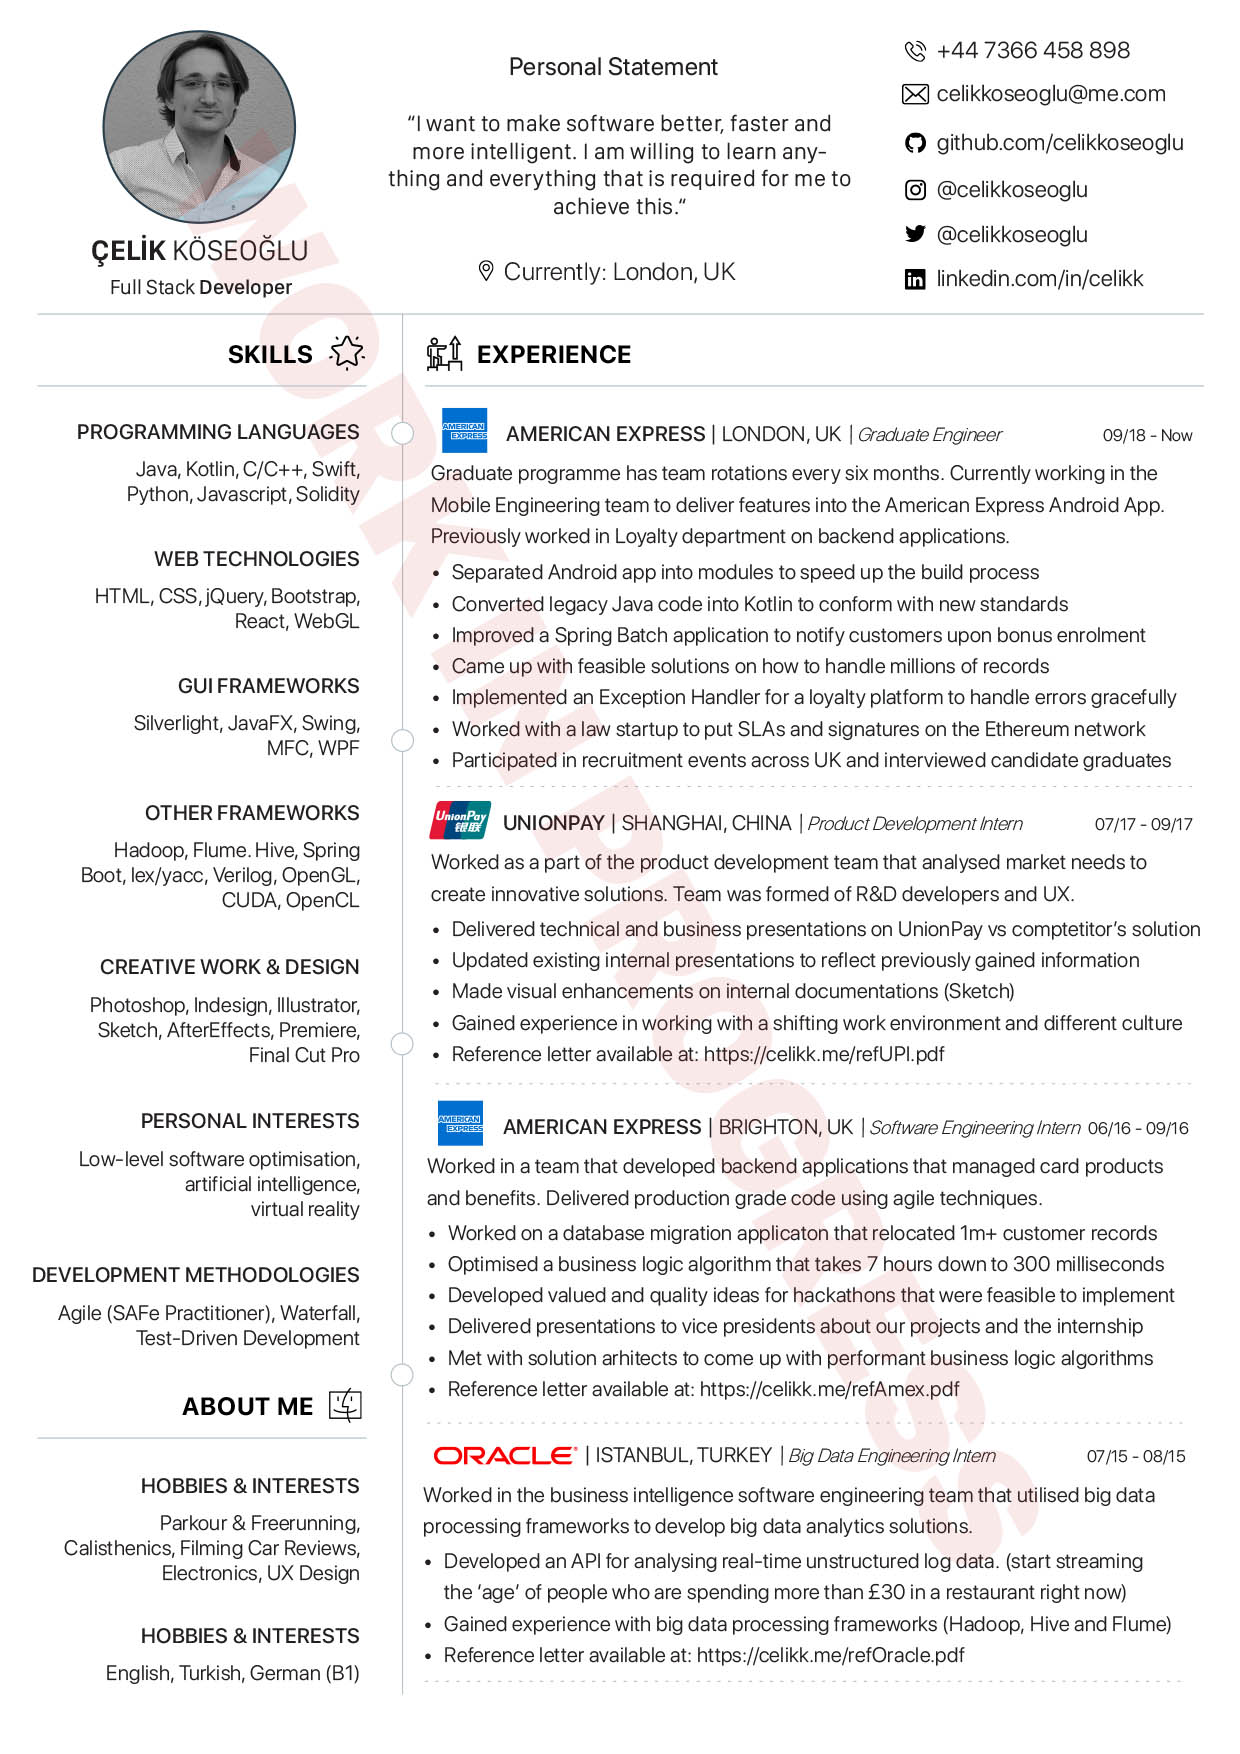 ÇELİK KÖSEOĞLU
Full Stack Developer
Personal Statement
“I want to make software better, faster and
more intelligent. I am willing to learn any-
thing and everything that is required for me to
achieve this.“
Currently: London, UK
+44 7366 458 898
celikkoseoglu@me.com
github.com/celikkoseoglu
@celikkoseoglu
@celikkoseoglu
linkedin.com/in/celikk
SKILLS
PROGRAMMING LANGUAGES
Java, Kotlin, C/C++, Swift,
Python, Javascript, Solidity
WEB TECHNOLOGIES
HTML, CSS, jQuery, Bootstrap,
React, WebGL
GUI FRAMEWORKS
Silverlight, JavaFX, Swing,
MFC, WPF
OTHER FRAMEWORKS
Hadoop, Flume. Hive, Spring
Boot, lex/yacc, Verilog, OpenGL,
CUDA, OpenCL
CREATIVE WORK & DESIGN
Photoshop, Indesign, Illustrator,
Sketch, AfterEffects, Premiere,
Final Cut Pro
PERSONAL INTERESTS
Low-level software optimisation,
artificial intelligence,
virtual reality
DEVELOPMENT METHODOLOGIES
Agile (SAFe Practitioner), Waterfall,
Test-Driven Development
ABOUT ME
HOBBIES & INTERESTS
Parkour & Freerunning,
Calisthenics, Filming Car Reviews,
Electronics, UX Design
HOBBIES & INTERESTS
English, Turkish, German (B1)
EXPERIENCE
AMERICAN EXPRESS
AMERICAN EXPRESS | LONDON, UK | Graduate Engineer 09/18 - Now
Graduate programme has team rotations every six months. Currently working in the
Mobile Engineering team to deliver features into the American Express Android App.
Previously worked in Loyalty department on backend applications.
• Separated Android app into modules to speed up the build process
• Converted legacy Java code into Kotlin to conform with new standards
• Improved a Spring Batch application to notify customers upon bonus enrolment
• Came up with feasible solutions on how to handle millions of records
• Implemented an Exception Handler for a loyalty platform to handle errors gracefully
• Worked with a law startup to put SLAs and signatures on the Ethereum network
• Participated in recruitment events across UK and interviewed candidate graduates
UnionPay 银联
UNIONPAY | SHANGHAI, CHINA | Product Development Intern 07/17 - 09/17
Worked as a part of the product development team that analysed market needs to
create innovative solutions. Team was formed of R&D developers and UX.
• Delivered technical and business presentations on UnionPay vs comptetitor’s solution
• Updated existing internal presentations to reflect previously gained information
• Made visual enhancements on internal documentations (Sketch)
• Gained experience in working with a shifting work environment and different culture
• Reference letter available at: https://celikk.me/refUPI.pdf
AMERICAN EXPRESS
AMERICAN EXPRESS | BRIGHTON, UK | Software Engineering Intern 06/16 - 09/16
Worked in a team that developed backend applications that managed card products
and benefits. Delivered production grade code using agile techniques.
• Worked on a database migration applicaton that relocated 1m+ customer records
• Optimised a business logic algorithm that takes 7 hours down to 300 milliseconds
• Developed valued and quality ideas for hackathons that were feasible to implement
• Delivered presentations to vice presidents about our projects and the internship
• Met with solution arhitects to come up with performant business logic algorithms
• Reference letter available at: https://celikk.me/refAmex.pdf
ORACLE | ISTANBUL, TURKEY | Big Data Engineering Intern 07/15 - 08/15
Worked in the business intelligence software engineering team that utilised big data
processing frameworks to develop big data analytics solutions.
• Developed an API for analysing real-time unstructured log data. (start streaming
the ‘age’ of people who are spending more than £30 in a restaurant right now)
• Gained experience with big data processing frameworks (Hadoop, Hive and Flume)
• Reference letter available at: https://celikk.me/refOracle.pdf
WORK IN PROGRESS